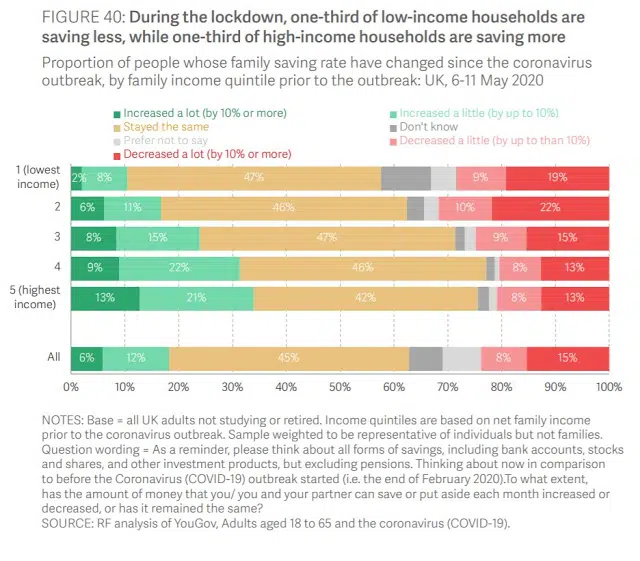 FIGURE 40: During the lockdown, one-third of low-income households are
saving less, while one-third of high-income households are saving more
Proportion of people whose family saving rate have changed since the coronavirus
outbreak, by family income quintile prior to the outbreak: UK, 6-11 May 2020
Increased a lot (by 10% or more)
Increased a little (by up to 10%)
Stayed the same
Don't know
Prefer not to say
Decreased a little (by up to than 10%)
Decreased a lot (by 10% or more)
1 (lowest
income)
2% 8% 47% 9% 19%
2 6% 11% 46% 10% 22%
3 8% 15% 47% 9% 15%
4 9% 22% 46% 8% 13%
5 (highest
income)
13% 21% 42% 8% 13%
All 6% 12% 45% 8% 15%
0% 10% 20% 30% 40% 50% 60% 70% 80% 90% 100%
NOTES: Base = all UK adults not studying or retired. Income quintiles are based on net family income
prior to the coronavirus outbreak. Sample weighted to be representative of individuals but not families.
Question wording = As a reminder, please think about all forms of savings, including bank accounts, stocks
and shares, and other investment products, but excluding pensions. Thinking about now in comparison
to before the Coronavirus (COVID-19) outbreak started (i.e. the end of February 2020).To what extent,
has the amount of money that you/ you and your partner can save or put aside each month increased or
decreased, or has it remained the same?
SOURCE: RF analysis of YouGov, Adults aged 18 to 65 and the coronavirus (COVID-19).